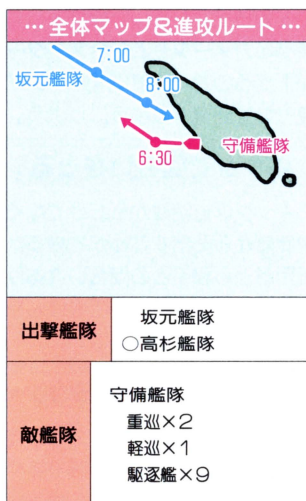 …全体マップ&進攻ルート…
7:00
坂元艦隊
8:00
守備艦隊
6:30
出撃艦隊
坂元艦隊
○高杉艦隊
敵艦隊
守備艦隊
重巡×2
軽巡×1
駆逐艦×9